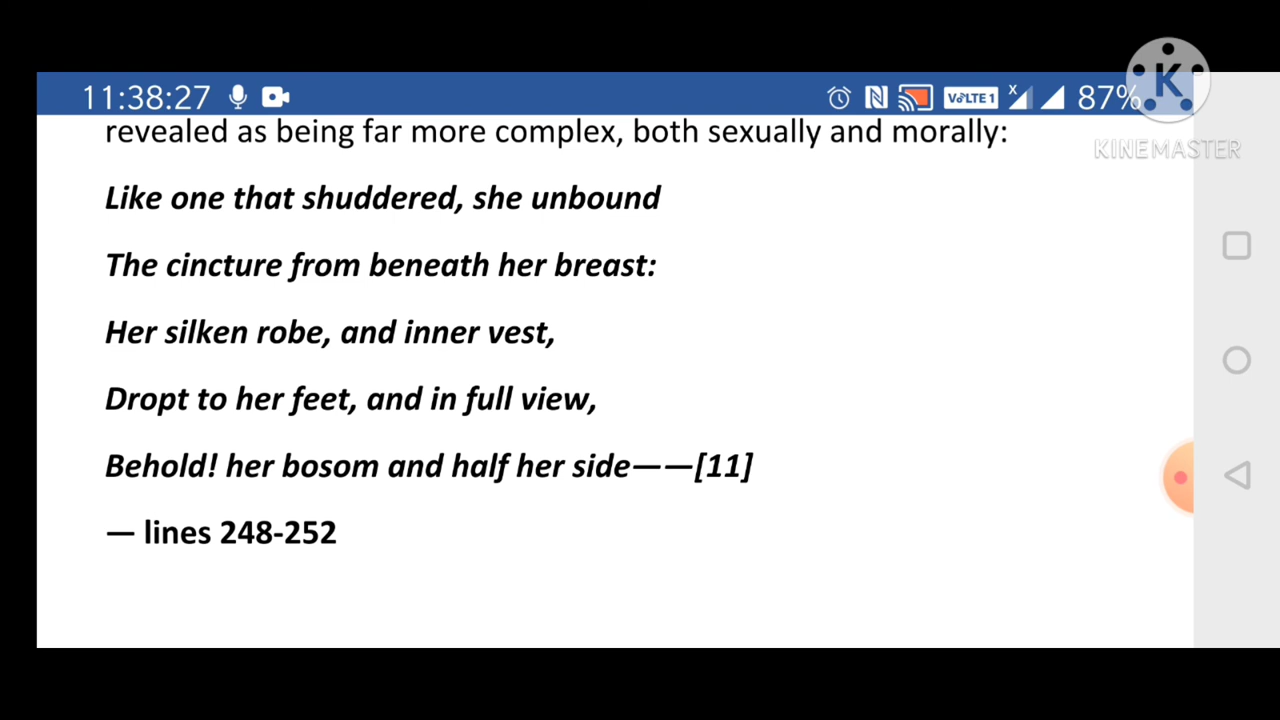 11:38:27 VoLTE 1 X 87%
K
KINEMASTER
revealed as being far more complex, both sexually and morally:
Like one that shuddered, she unbound
The cincture from beneath her breast:
Her silken robe, and inner vest,
Dropt to her feet, and in full view,
Behold! her bosom and half her side——[11]
— lines 248-252